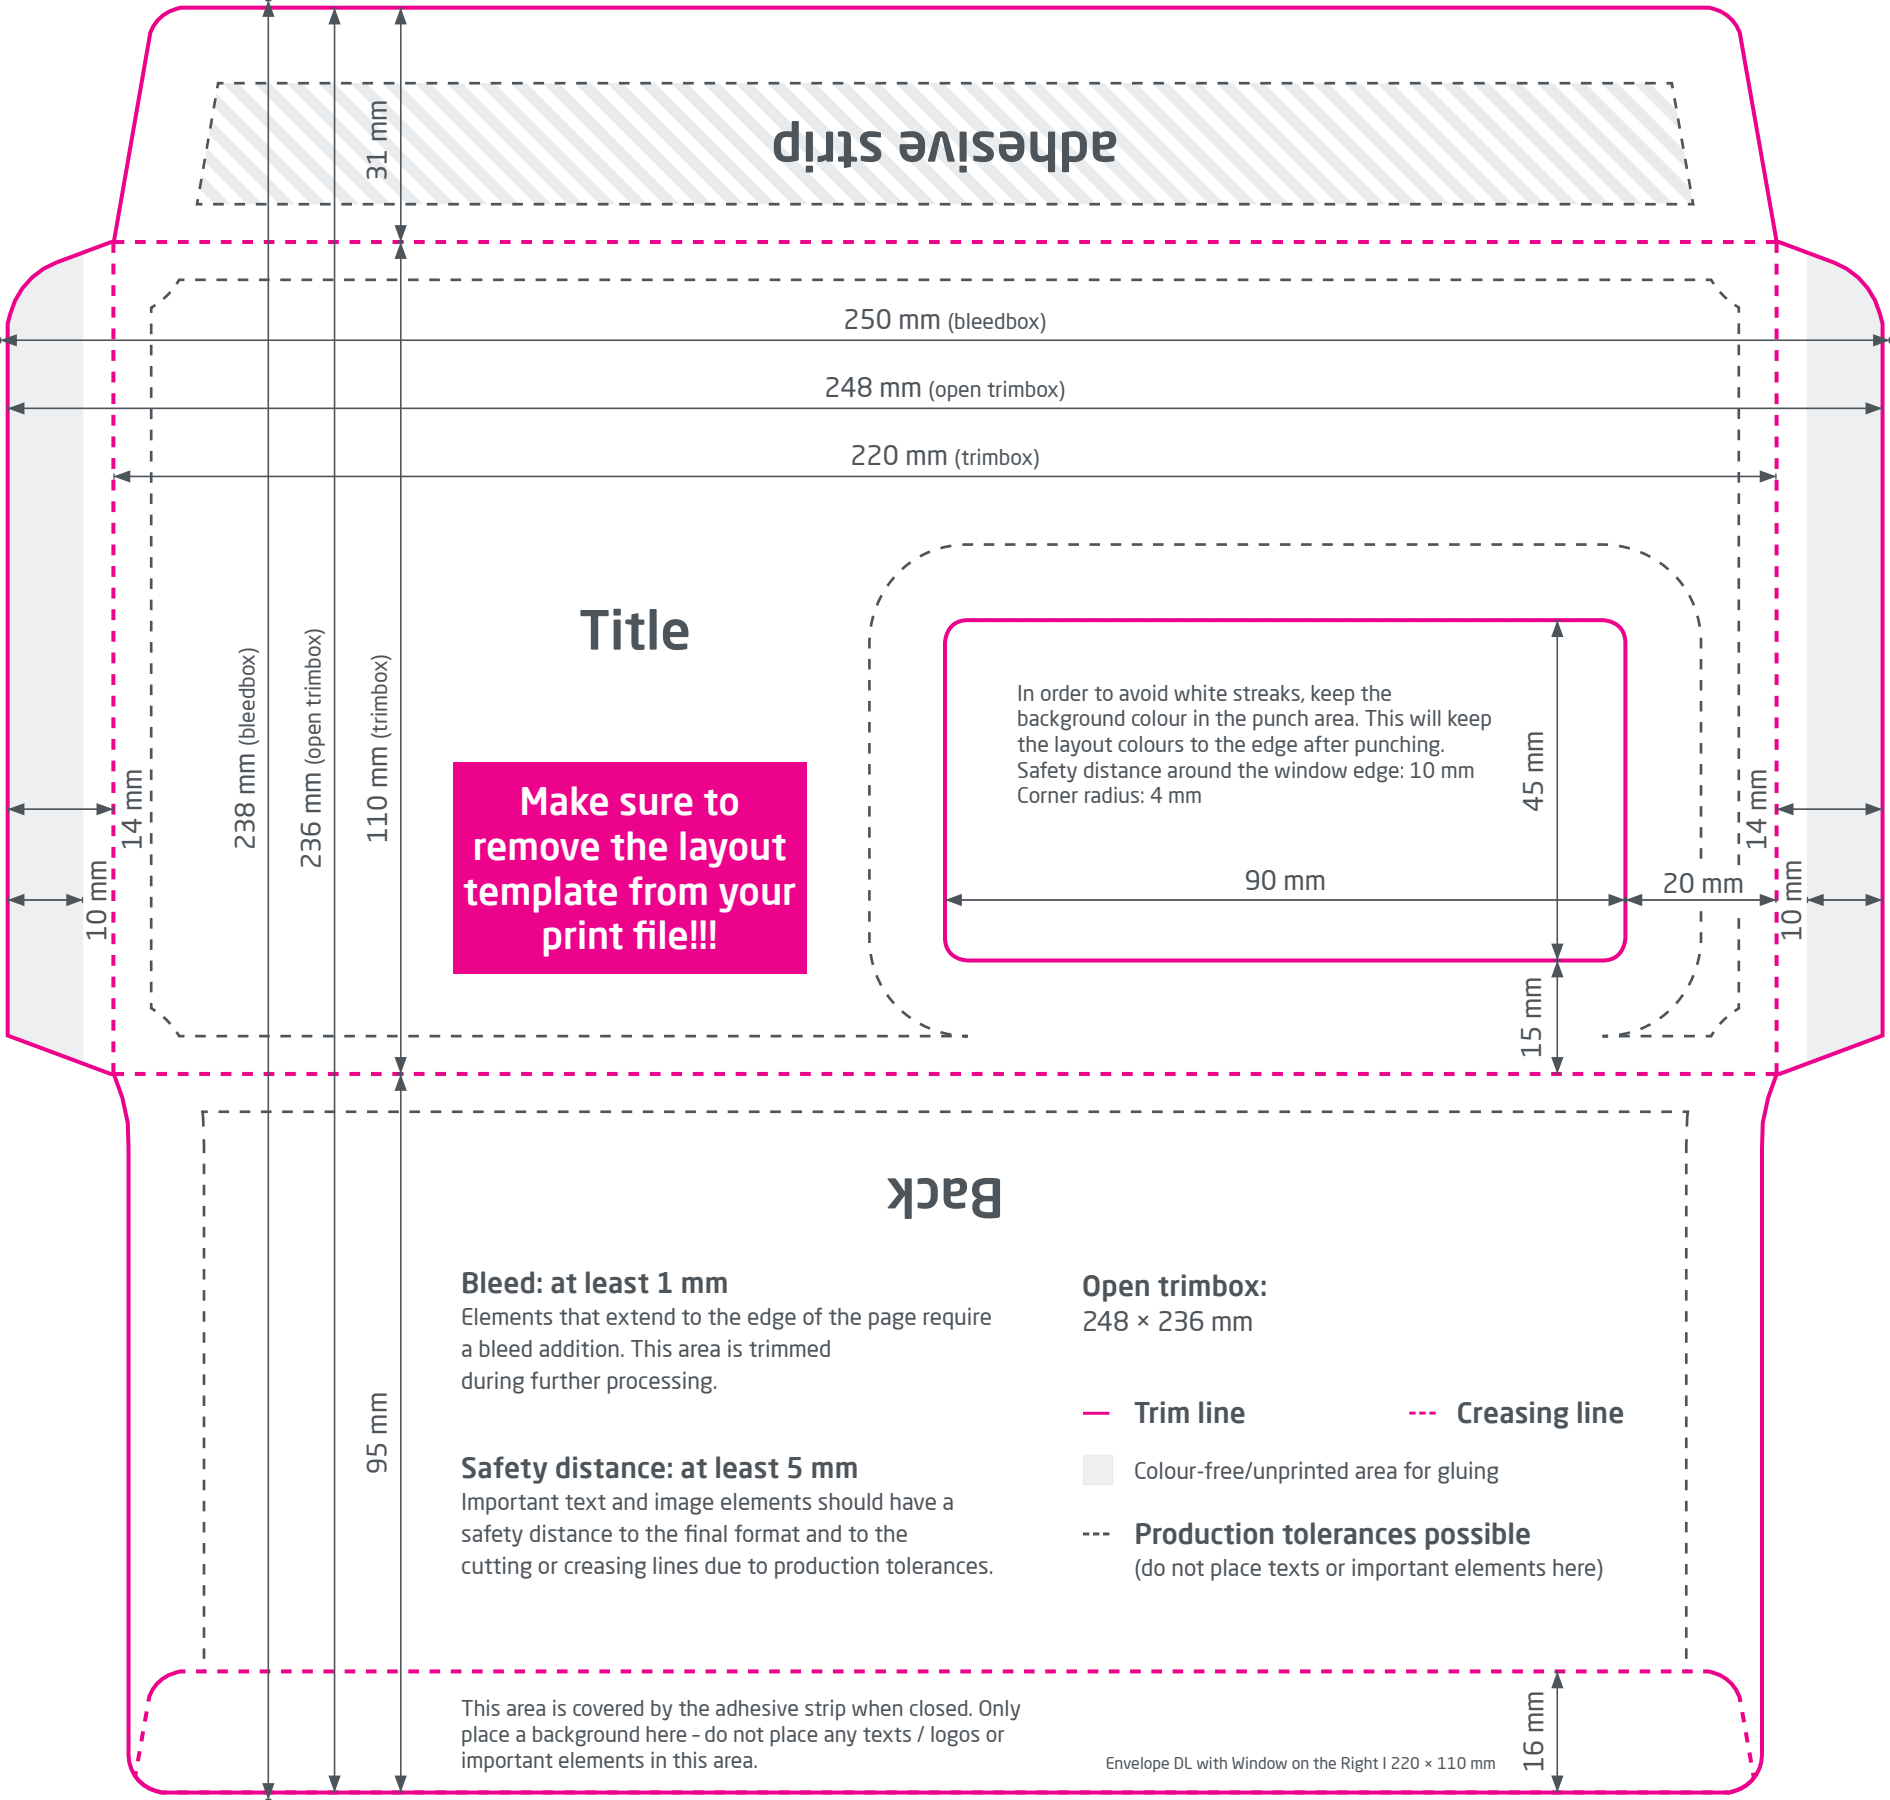 adhesive strip
31 mm
250 mm (bleedbox)
248 mm (open trimbox)
220 mm (trimbox)
Title
238 mm (bleedbox)
236 mm (open trimbox)
110 mm (trimbox)
14 mm
10 mm
Make sure to
remove the layout
template from your
print file!!!
In order to avoid white streaks, keep the
background colour in the punch area. This will keep
the layout colours to the edge after punching.
Safety distance around the window edge: 10 mm
Corner radius: 4 mm
45 mm
90 mm
20 mm
14 mm
10 mm
15 mm
Back
95 mm
Bleed: at least 1 mm
Elements that extend to the edge of the page require
a bleed addition. This area is trimmed
during further processing.
Safety distance: at least 5 mm
Important text and image elements should have a
safety distance to the final format and to the
cutting or creasing lines due to production tolerances.
Open trimbox:
248 × 236 mm
Trim line
Creasing line
Colour-free/unprinted area for gluing
Production tolerances possible
(do not place texts or important elements here)
This area is covered by the adhesive strip when closed. Only
place a background here – do not place any texts / logos or
important elements in this area.
Envelope DL with Window on the Right I 220 × 110 mm
16 mm